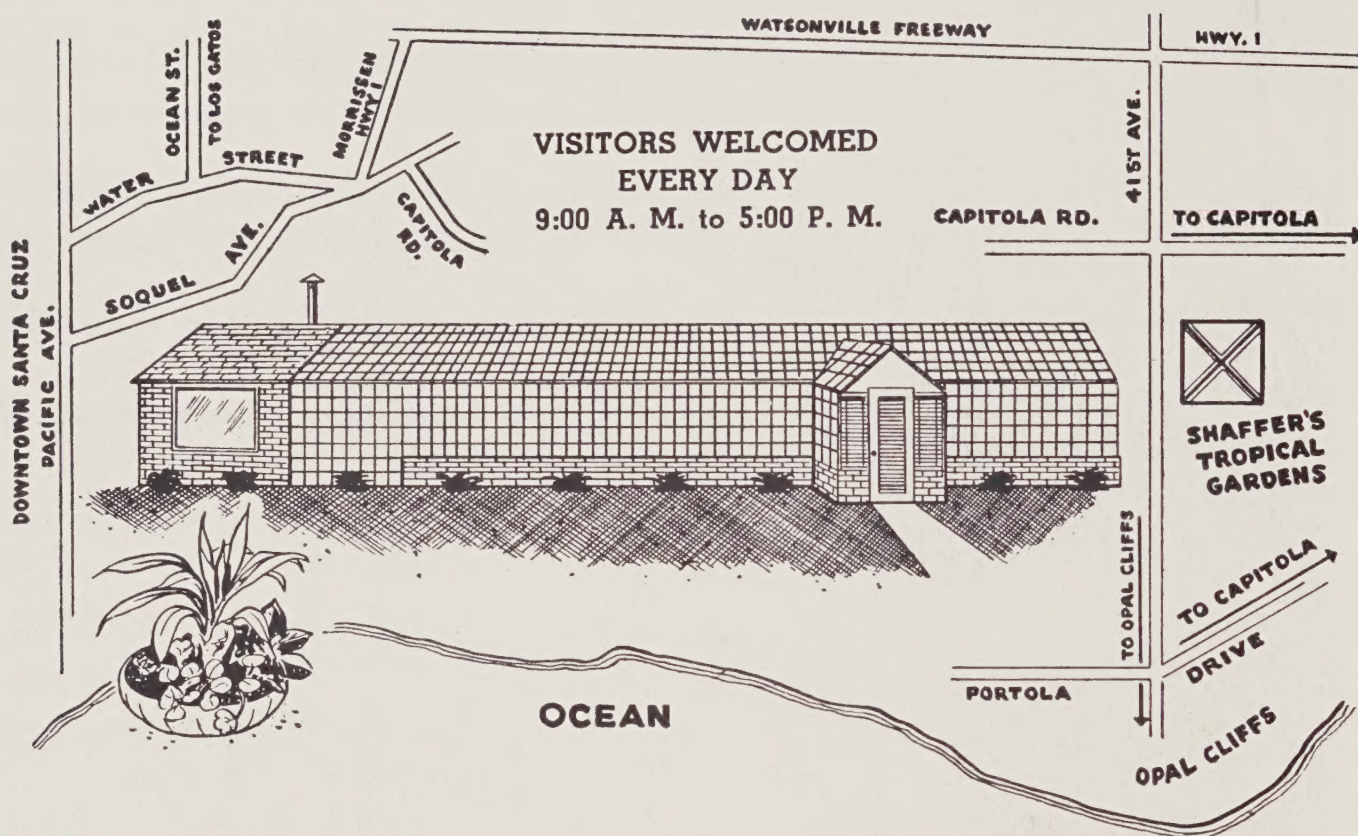 WATSONVILLE FREEWAY
HWY. 1
OCEAN ST.
TO LOS GATOS
MORRISSEN
HWY 1
WATER
STREET
VISITORS WELCOMED
EVERY DAY
9:00 A. M. to 5:00 P. M.
41ST AVE.
CAPITOLA RD.
TO CAPITOLA
CAPITOLA
RD.
SOQUEL
AVE.
DOWNTOWN SANTA CRUZ
PACIFIC AVE.
SHAFFER'S
TROPICAL
GARDENS
TO OPAL CLIFFS
TO CAPITOLA
DRIVE
PORTOLA
OCEAN
OPAL CLIFFS